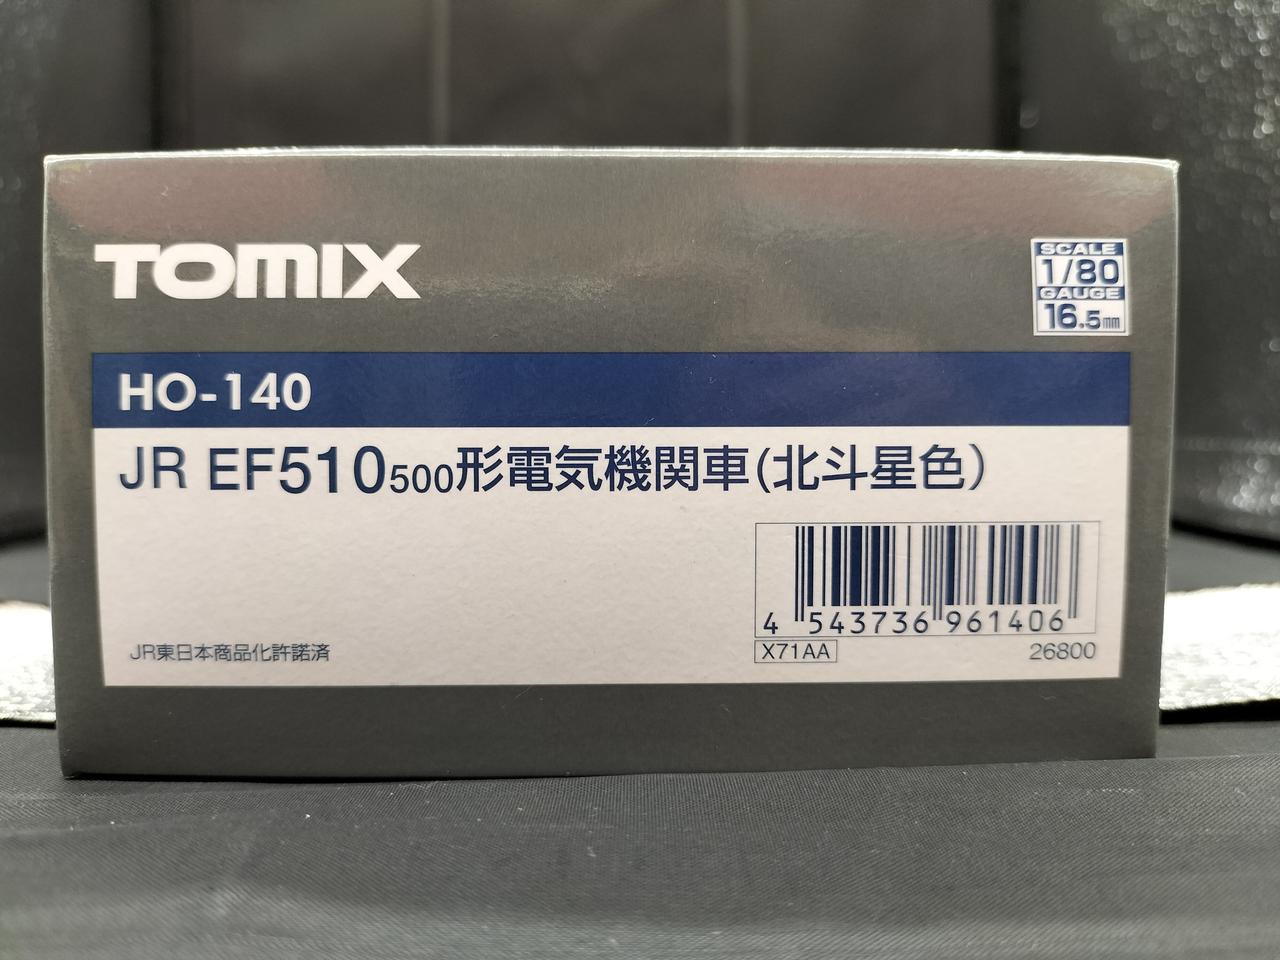 TOMIX
SCALE
1/80
GAUGE
16.5mm
HO-140
JR EF510500形電気機関車(北斗星色)
4 543736 961406
X71AA
26800
JR東日本商品化許諾済